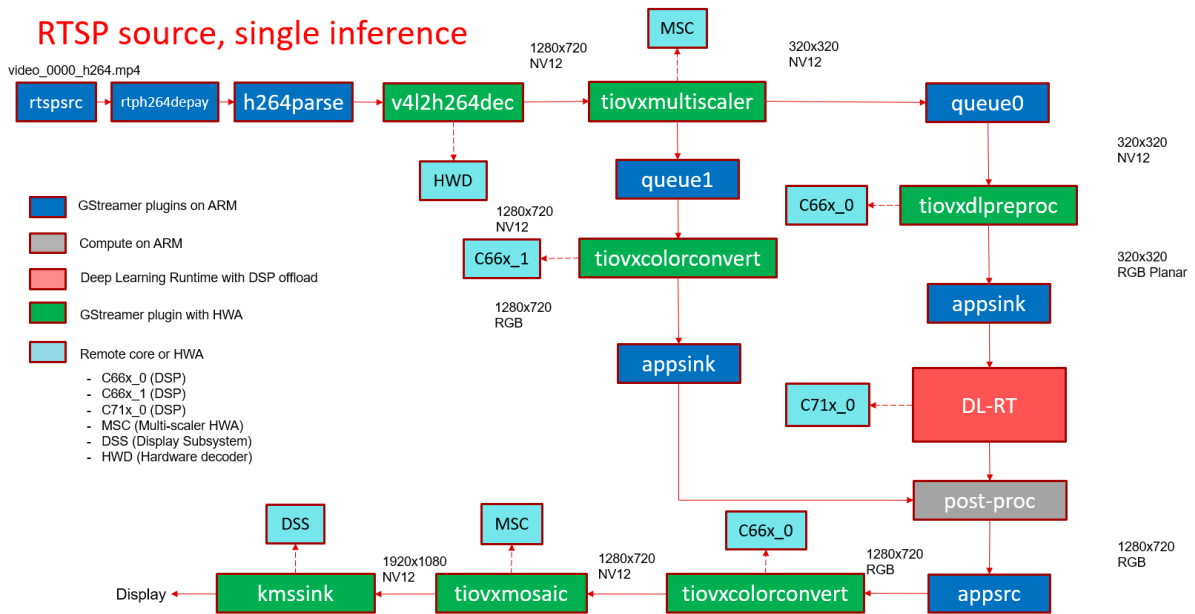 RTSP source, single inference
video_0000_h264.mp4
rtspsrc
rtph264depay
h264parse
v4l2h264dec
1280x720
NV12
tiovxmultiscaler
MSC
320x320
NV12
queue0
HWD
queue1
320x320
NV12
1280x720
NV12
C66x_0
tiovxdlpreproc
C66x_1
tiovxcolorconvert
320x320
RGB Planar
1280x720
RGB
appsink
appsink
C71x_0
DL-RT
post-proc
GStreamer plugins on ARM
Compute on ARM
Deep Learning Runtime with DSP offload
GStreamer plugin with HWA
Remote core or HWA
- C66x_0 (DSP)
- C66x_1 (DSP)
- C71x_0 (DSP)
- MSC (Multi-scaler HWA)
- DSS (Display Subsystem)
- HWD (Hardware decoder)
DSS
MSC
C66x_0
1280x720
RGB
Display
kmssink
1920x1080
NV12
tiovxmosaic
1280x720
NV12
tiovxcolorconvert
1280x720
RGB
appsrc